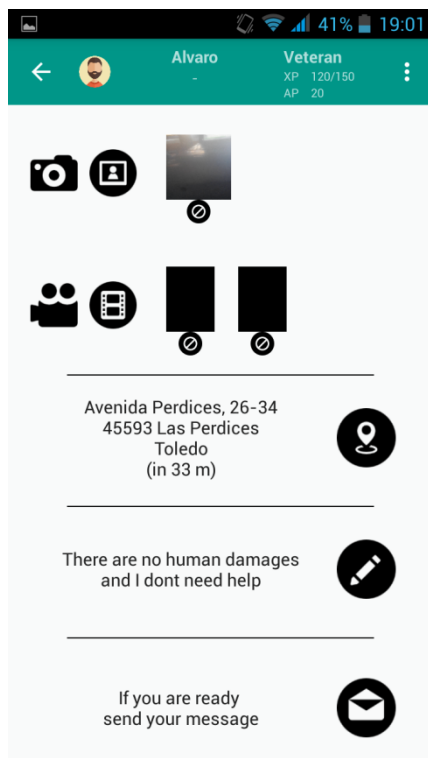 41% 19:01
Alvaro
-
Veteran
XP 120/150
AP 20
Avenida Perdices, 26-34
45593 Las Perdices
Toledo
(in 33 m)
There are no human damages
and I dont need help
If you are ready
send your message